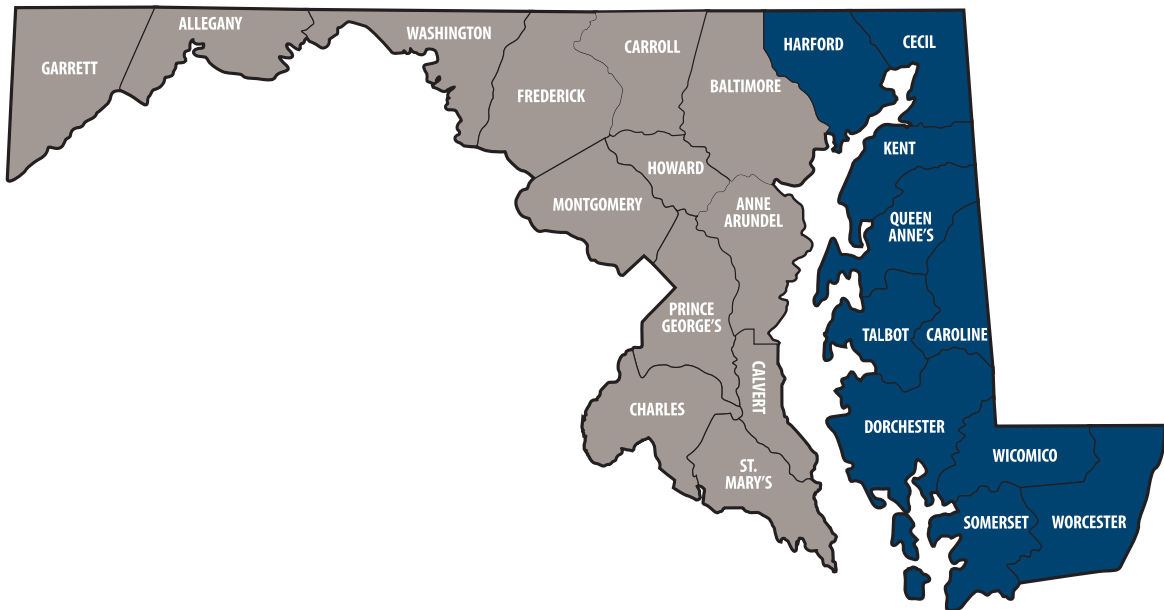 ALLEGANY
WASHINGTON
GARRETT
CARROLL
HARFORD
CECIL
FREDERICK
BALTIMORE
KENT
HOWARD
MONTGOMERY
ANNE
ARUNDEL
QUEEN
ANNE'S
PRINCE
GEORGE'S
TALBOT
CAROLINE
CALVERT
CHARLES
DORCHESTER
ST.
MARY'S
WICOMICO
SOMERSET
WORCESTER